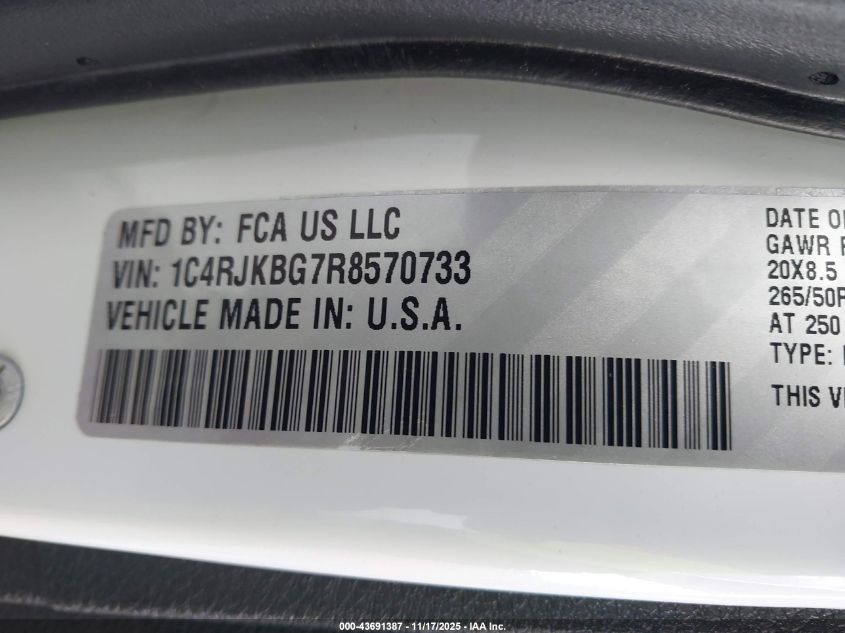 MFD BY: FCA US LLC
VIN: 1C4RJKBG7R8570733
VEHICLE MADE IN: U.S.A.
DATE O
GAWR
20X8.5
265/50
AT 250
TYPE:
THIS V
000-43691387 - 11/17/2025 - IAA Inc.